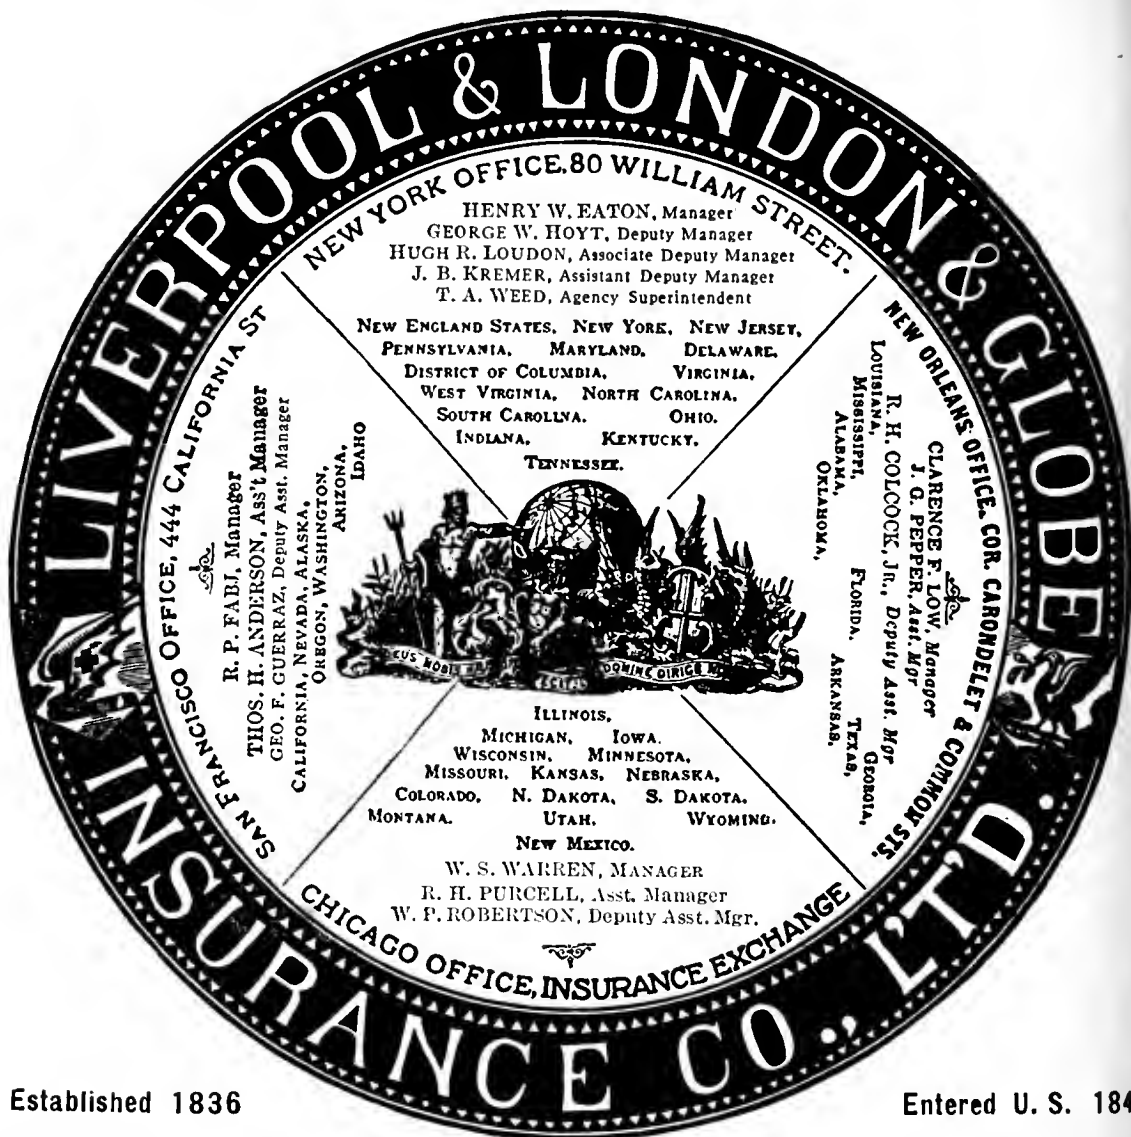 LIVERPOOL & LONDON & GLOBE
INSURANCE CO., L'T'D.
NEW YORK OFFICE. 80 WILLIAM STREET.
HENRY W. EATON, Manager
GEORGE W. HOYT, Deputy Manager
HUGH R. LOUDON, Associate Deputy Manager
J. B. KREMER, Assistant Deputy Manager
T. A. WEED, Agency Superintendent
NEW ENGLAND STATES, NEW YORK, NEW JERSEY,
PENNSYLVANIA, MARYLAND, DELAWARE,
DISTRICT OF COLUMBIA, VIRGINIA,
WEST VIRGINIA, NORTH CAROLINA,
SOUTH CAROLINA. OHIO.
INDIANA, KENTUCKY,
TENNESSEE.
NEW ORLEANS OFFICE. COR. CARONDELET & COMMON STS.
CLARENCE F. LOW, Manager
J. G. PEPPER, Asst. Mgr
R. H. COLCOCK, JR., Deputy Asst. Mgr
LOUISIANA, GEORGIA,
MISSISSIPPI, TEXAS,
ALABAMA, FLORIDA. ARKANSAS,
OKLAHOMA,
SAN FRANCISCO OFFICE, 444 CALIFORNIA ST
R. P. FABJ, Manager
THOS. H. ANDERSON, Ass't Manager
GEO. F. GUERRAZ, Deputy Asst. Manager
CALIFORNIA, NEVADA, ALASKA,
OREGON, WASHINGTON,
ARIZONA,
IDAHO
DOMINE DIRIGE
ILLINOIS,
MICHIGAN, IOWA.
WISCONSIN, MINNESOTA,
MISSOURI, KANSAS, NEBRASKA,
COLORADO, N. DAKOTA, S. DAKOTA.
MONTANA. UTAH, WYOMING.
NEW MEXICO.
W. S. WARREN, MANAGER
R. H. PURCELL, Asst. Manager
W. P. ROBERTSON, Deputy Asst. Mgr.
CHICAGO OFFICE, INSURANCE EXCHANGE
Established 1836
Entered U. S. 184